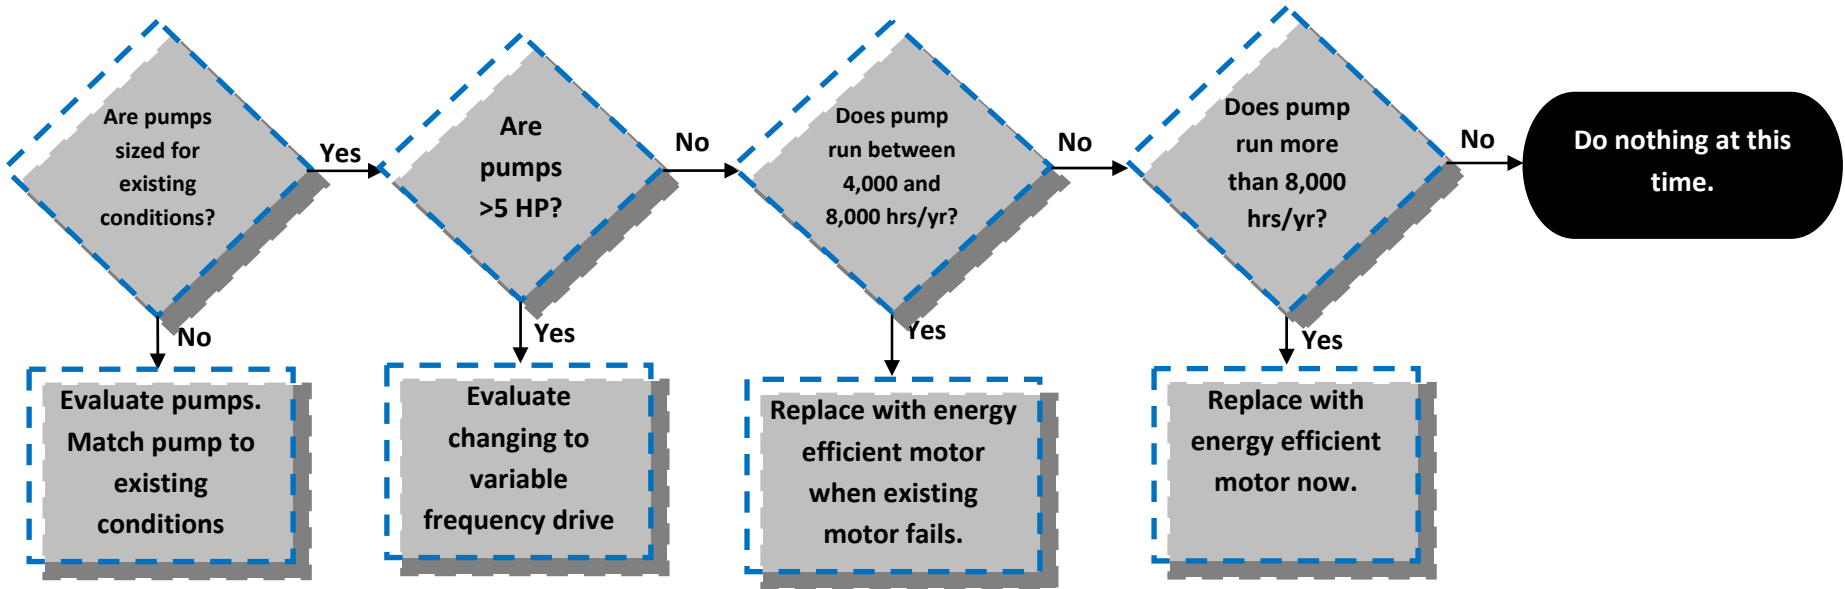 Are pumps
sized for
existing
conditions?
Yes
No
Evaluate pumps.
Match pump to
existing
conditions
Are
pumps
>5 HP?
No
Yes
Evaluate
changing to
variable
frequency drive
Does pump
run between
4,000 and
8,000 hrs/yr?
No
Yes
Replace with energy
efficient motor
when existing
motor fails.
Does pump
run more
than 8,000
hrs/yr?
No
Yes
Replace with
energy efficient
motor now.
Do nothing at this
time.